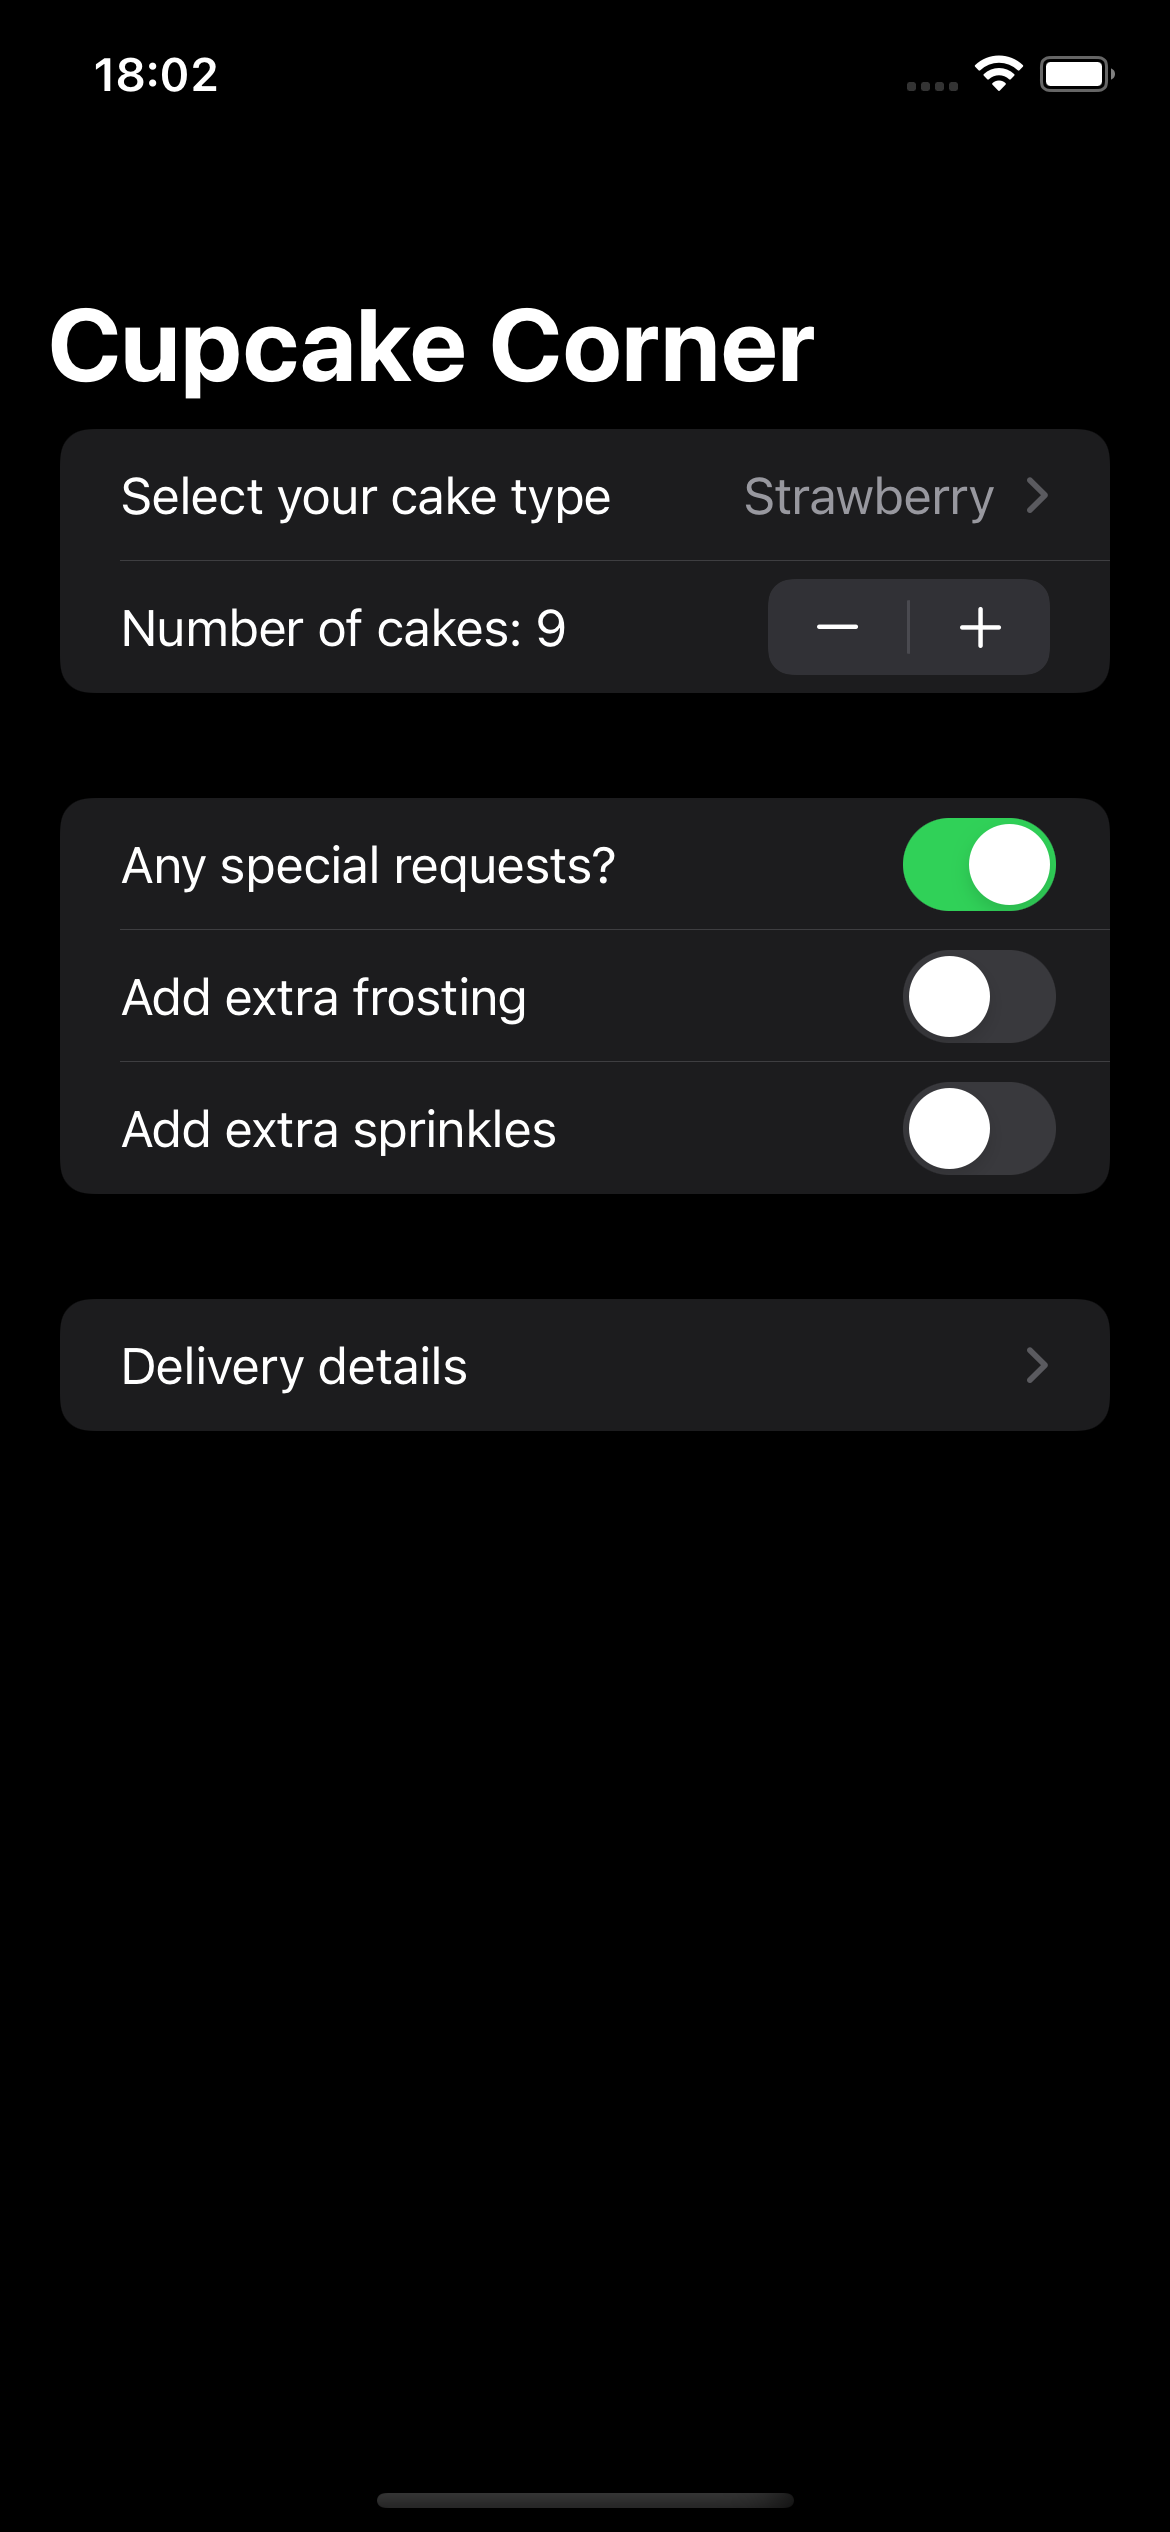 18:02
Cupcake Corner
Select your cake type Strawberry
Number of cakes: 9
Any special requests?
Add extra frosting
Add extra sprinkles
Delivery details